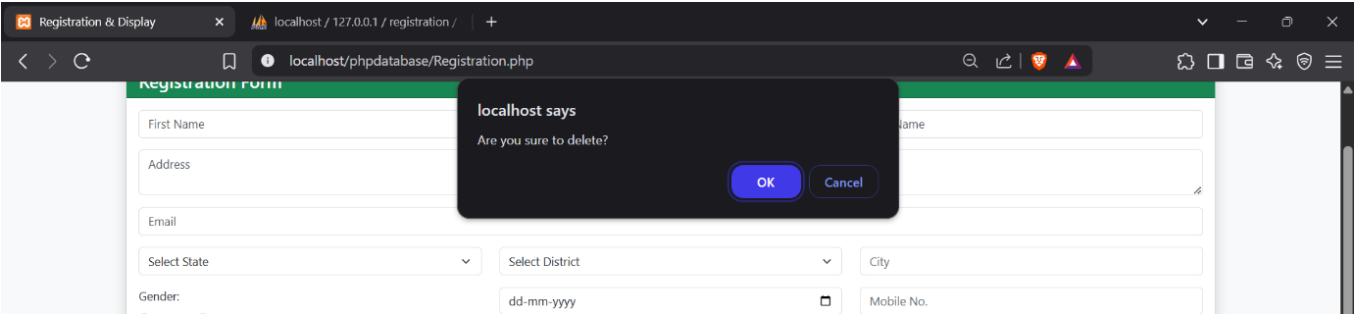 Registration & Display
localhost / 127.0.0.1 / registration /
localhost/phpdatabase/Registration.php
Registration Form
localhost says
Are you sure to delete?
OK
Cancel
First Name
Name
Address
Email
Select State
Select District
City
Gender:
dd-mm-yyyy
Mobile No.